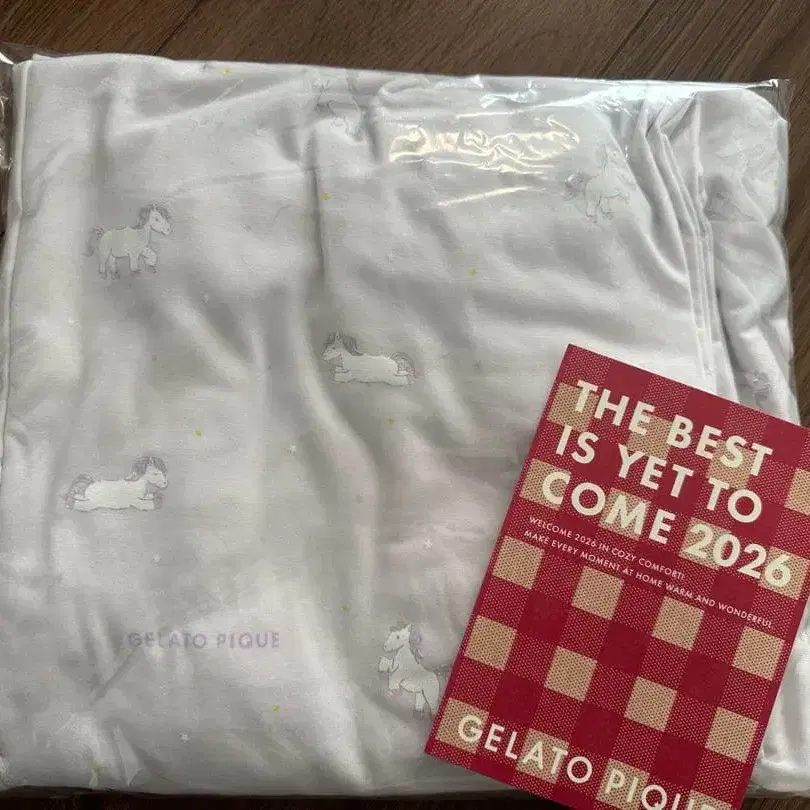 GELATO PIQUE
THE BEST
IS YET TO
COME 2026
WELCOME 2026 IN COZY COMFORT!
MAKE EVERY MOMENT AT HOME WARM AND WONDERFUL.
GELATO PIQU